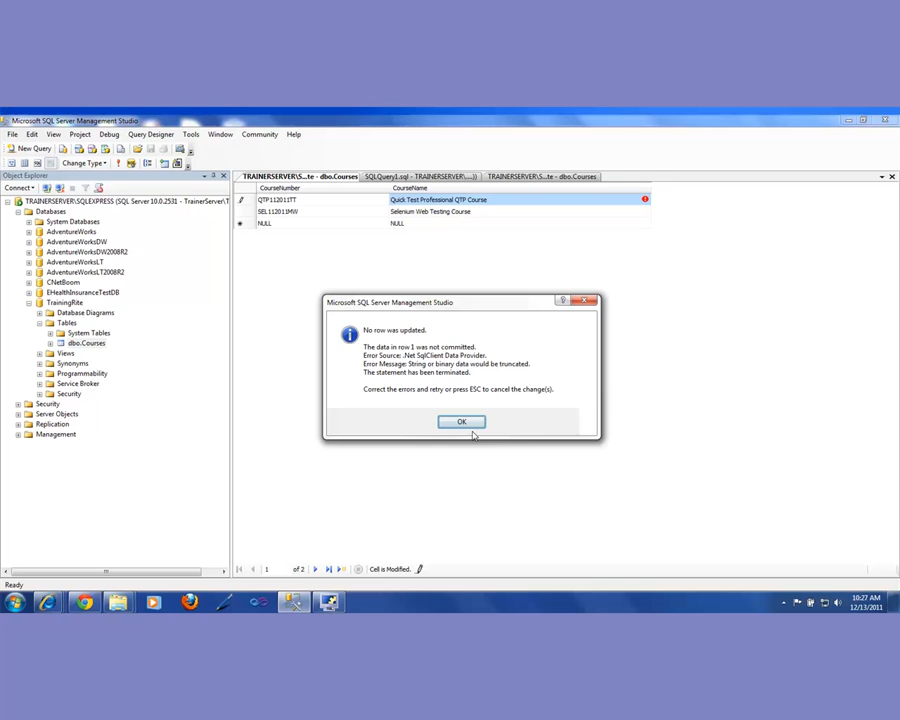 Microsoft SQL Server Management Studio
File Edit View Project Debug Query Designer Tools Window Community Help
New Query
Change Type
Object Explorer
Connect
TRAINERSERVER\SQLEXPRESS (SQL Server 10.0.2531 - TrainerServer\T
Databases
System Databases
AdventureWorks
AdventureWorksDW
AdventureWorksDW2008R2
AdventureWorksLT
AdventureWorksLT2008R2
CNetBoom
EHealthInsuranceTestDB
TrainingRite
Database Diagrams
Tables
System Tables
dbo.Courses
Views
Synonyms
Programmability
Service Broker
Security
Security
Server Objects
Replication
Management
TRAINERSERVER\S...te - dbo.Courses SQLQuery1.sql - TRAINERSERVER\....)) TRAINERSERVER\S...te - dbo.Courses
CourseNumber CourseName
QTP112011TT Quick Test Professional QTP Course
SEL112011MW Selenium Web Testing Course
NULL NULL
Microsoft SQL Server Management Studio
No row was updated.
The data in row 1 was not committed.
Error Source: .Net SqlClient Data Provider.
Error Message: String or binary data would be truncated.
The statement has been terminated.
Correct the errors and retry or press ESC to cancel the change(s).
OK
1 of 2 Cell is Modified.
Ready
10:27 AM
12/13/2011